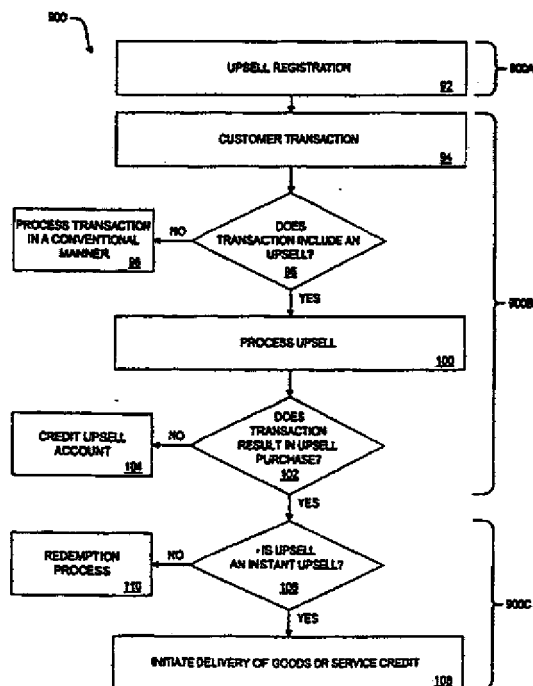 900
UPSELL REGISTRATION
92
900A
CUSTOMER TRANSACTION
94
DOES
TRANSACTION INCLUDE AN
UPSELL?
96
NO
PROCESS TRANSACTION
IN A CONVENTIONAL
MANNER
YES
900B
PROCESS UPSELL
100
DOES
TRANSACTION
RESULT IN UPSELL
PURCHASE?
102
NO
CREDIT UPSELL
ACCOUNT
104
YES
IS UPSELL
AN INSTANT UPSELL?
NO
REDEMPTION
PROCESS
110
YES
900C
INITIATE DELIVERY OF GOODS OR SERVICE CREDIT